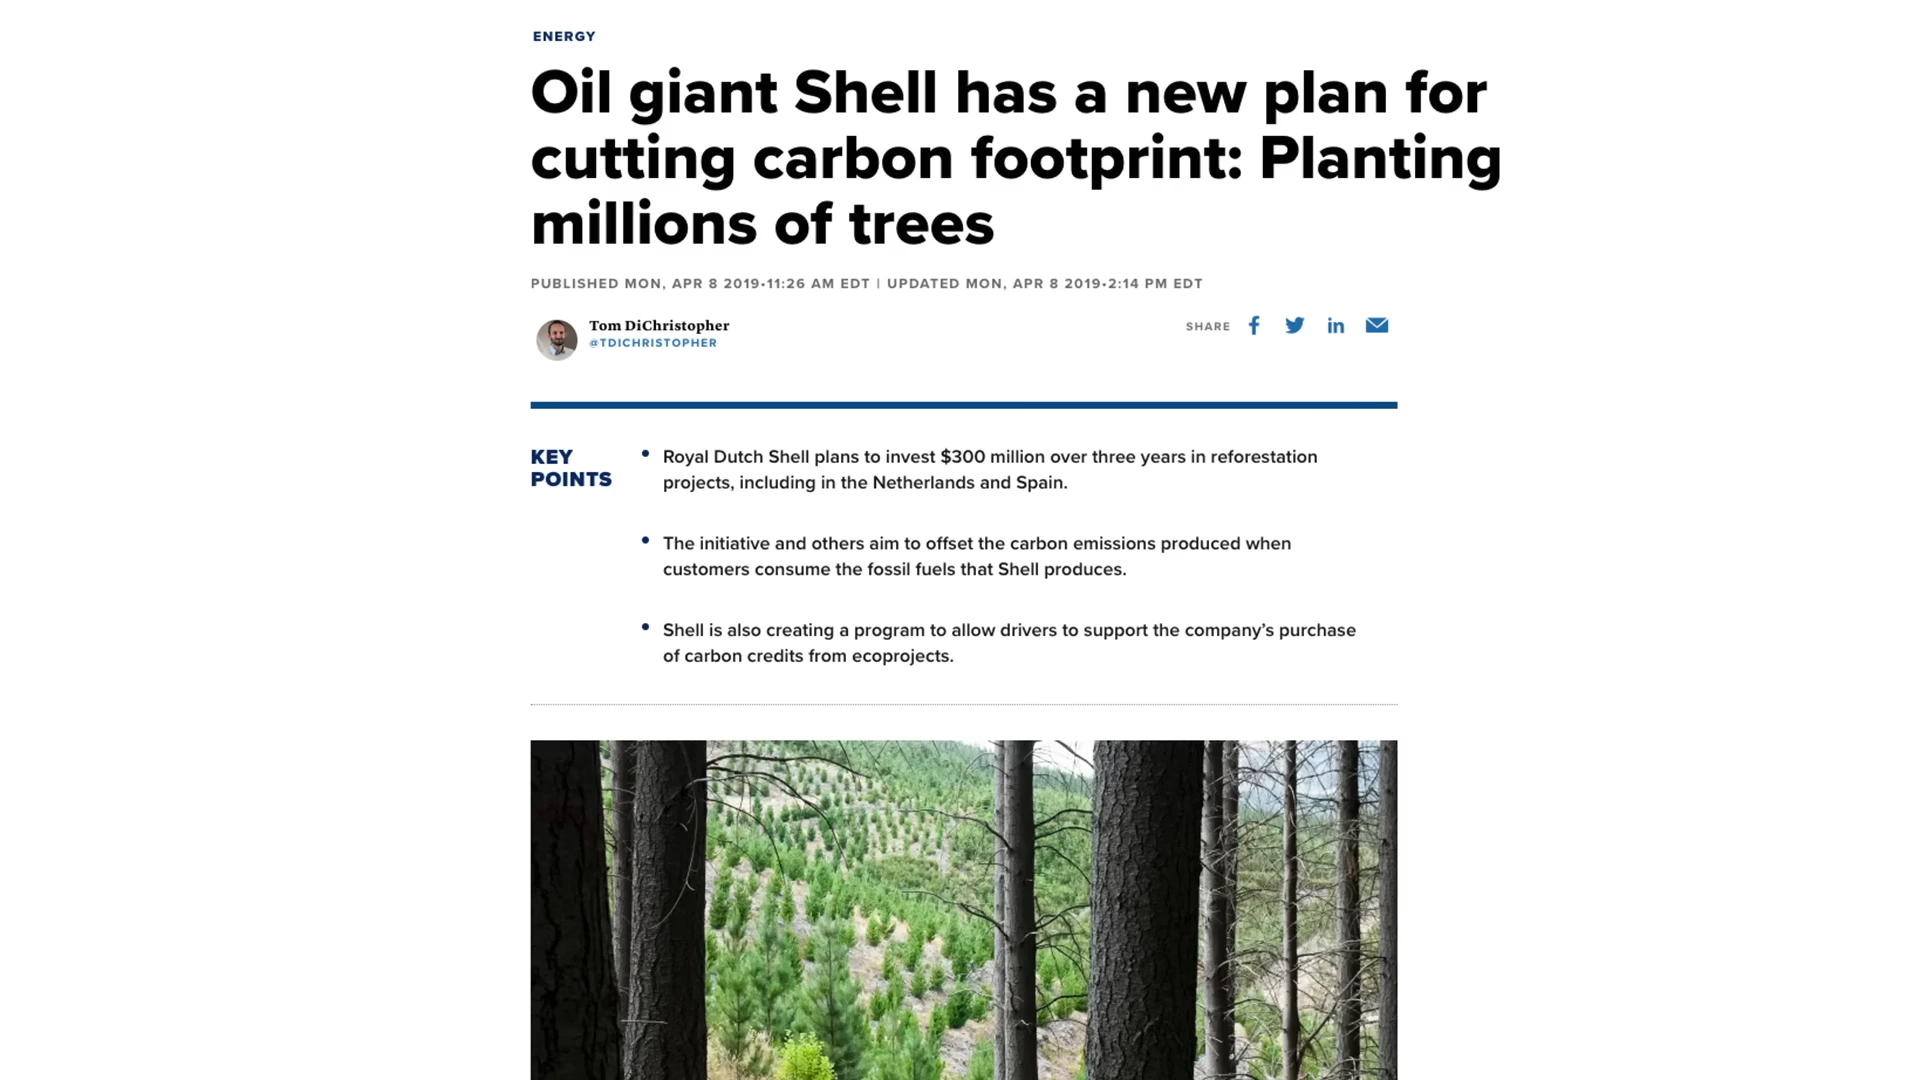 ENERGY
Oil giant Shell has a new plan for
cutting carbon footprint: Planting
millions of trees
PUBLISHED MON, APR 8 2019•11:26 AM EDT | UPDATED MON, APR 8 2019•2:14 PM EDT
Tom DiChristopher
@TDICHRISTOPHER
SHARE
KEY
POINTS
• Royal Dutch Shell plans to invest $300 million over three years in reforestation
projects, including in the Netherlands and Spain.
• The initiative and others aim to offset the carbon emissions produced when
customers consume the fossil fuels that Shell produces.
• Shell is also creating a program to allow drivers to support the company’s purchase
of carbon credits from ecoprojects.